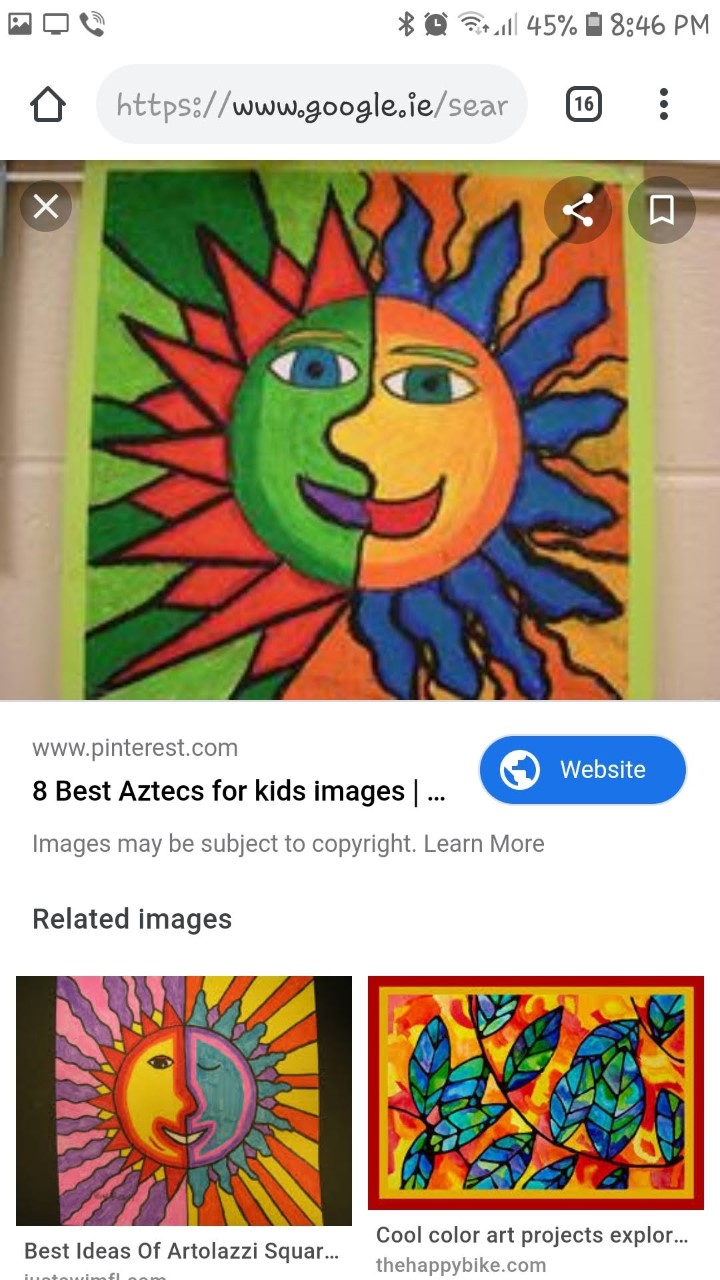 45% 8:46 PM
https://www.google.ie/sear
16
www.pinterest.com
8 Best Aztecs for kids images | ...
Website
Images may be subject to copyright. Learn More
Related images
Best Ideas Of Artolazzi Squar...
Cool color art projects explor...
thehappybike.com